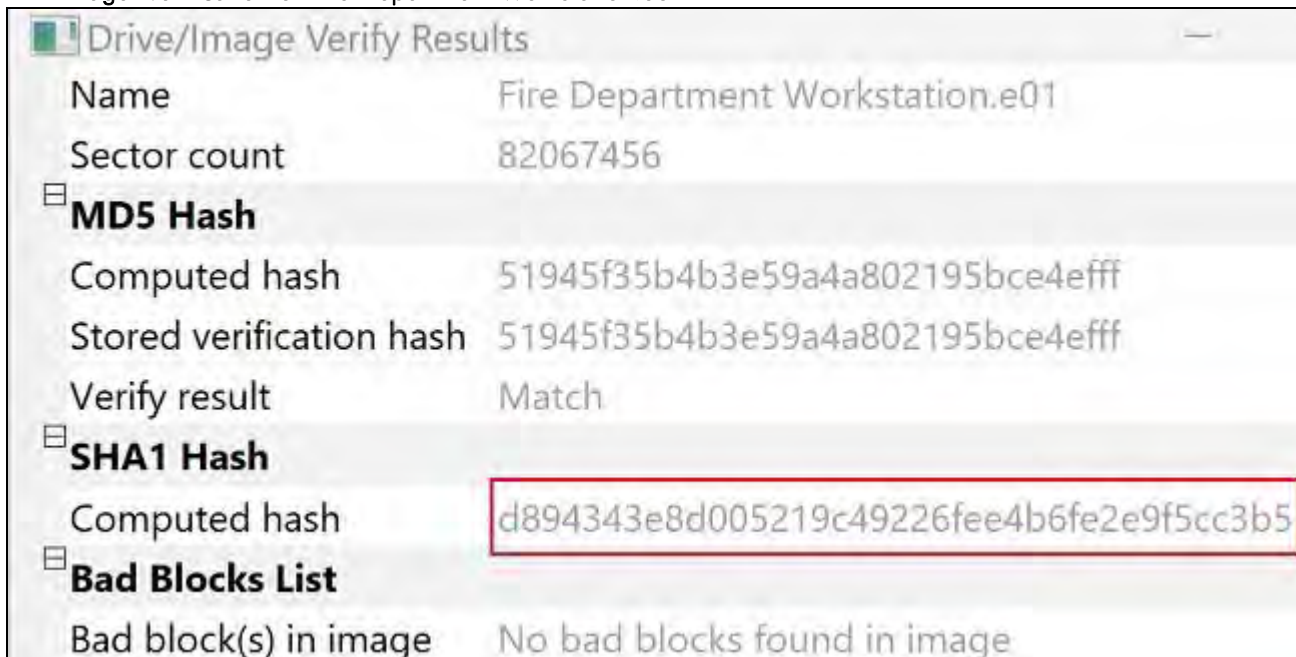 Drive/Image Verify Results
Name Fire Department Workstation.e01
Sector count 82067456
MD5 Hash
Computed hash 51945f35b4b3e59a4a802195bce4efff
Stored verification hash 51945f35b4b3e59a4a802195bce4efff
Verify result Match
SHA1 Hash
Computed hash d894343e8d005219c49226fee4b6fe2e9f5cc3b5
Bad Blocks List
Bad block(s) in image No bad blocks found in image